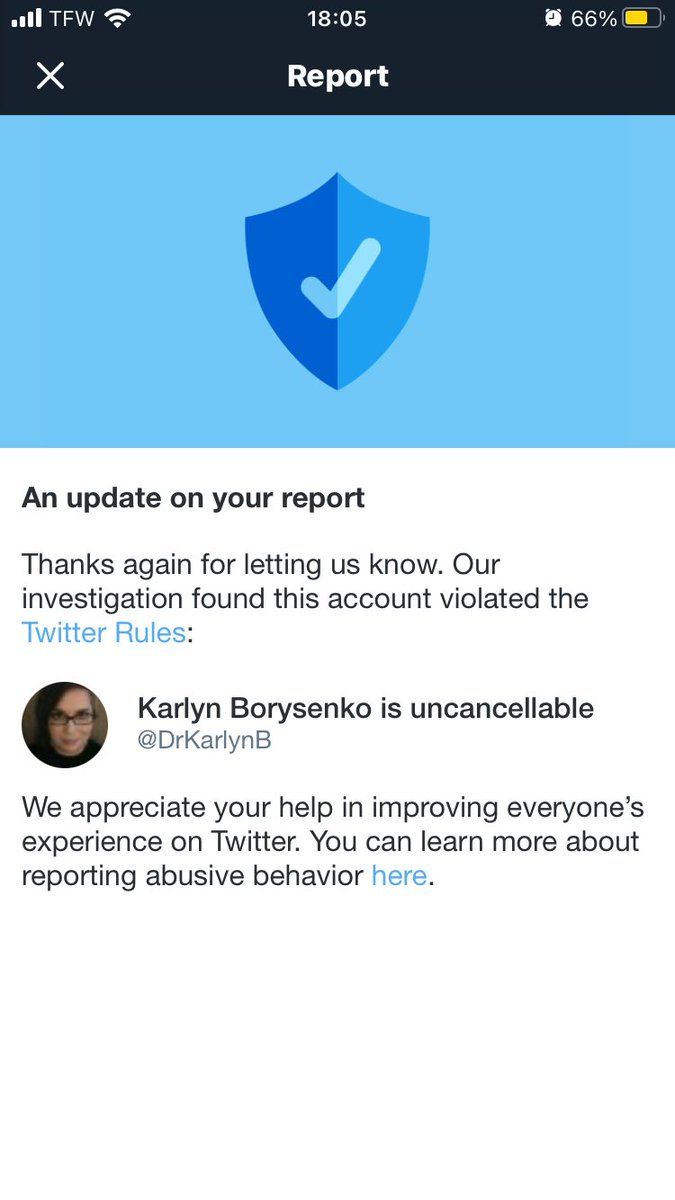 TFW 18:05 66%
Report
An update on your report
Thanks again for letting us know. Our
investigation found this account violated the
Twitter Rules:
Karlyn Borysenko is uncancellable
@DrKarlynB
We appreciate your help in improving everyone’s
experience on Twitter. You can learn more about
reporting abusive behavior here.